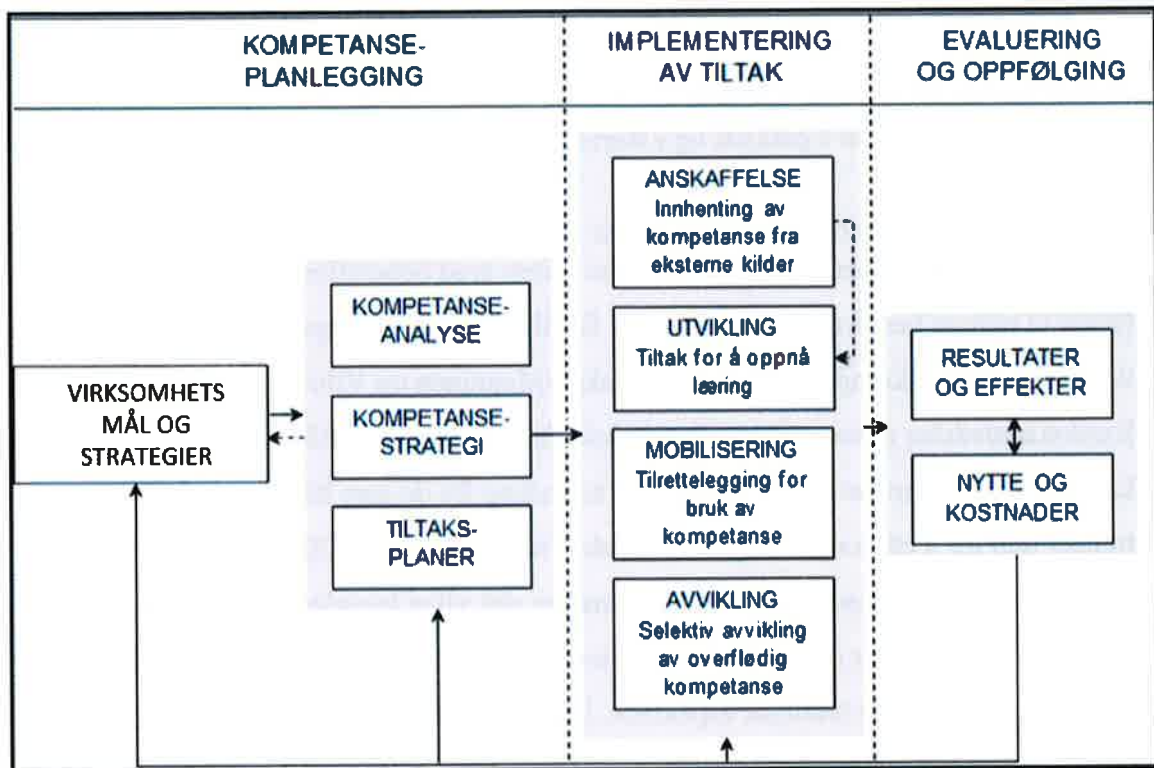 KOMPETANSE-
PLANLEGGING
IMPLEMENTERING
AV TILTAK
EVALUERING
OG OPPFØLGING
VIRKSOMHETS
MÅL OG
STRATEGIER
KOMPETANSE-
ANALYSE
KOMPETANSE-
STRATEGI
TILTAKS-
PLANER
ANSKAFFELSE
Innhenting av
kompetanse fra
eksterne kilder
UTVIKLING
Tiltak for å oppnå
læring
MOBILISERING
Tilrettelegging for
bruk av
kompetanse
AVVIKLING
Selektiv avvikling
av overflødig
kompetanse
RESULTATER
OG EFFEKTER
NYTTE OG
KOSTNADER